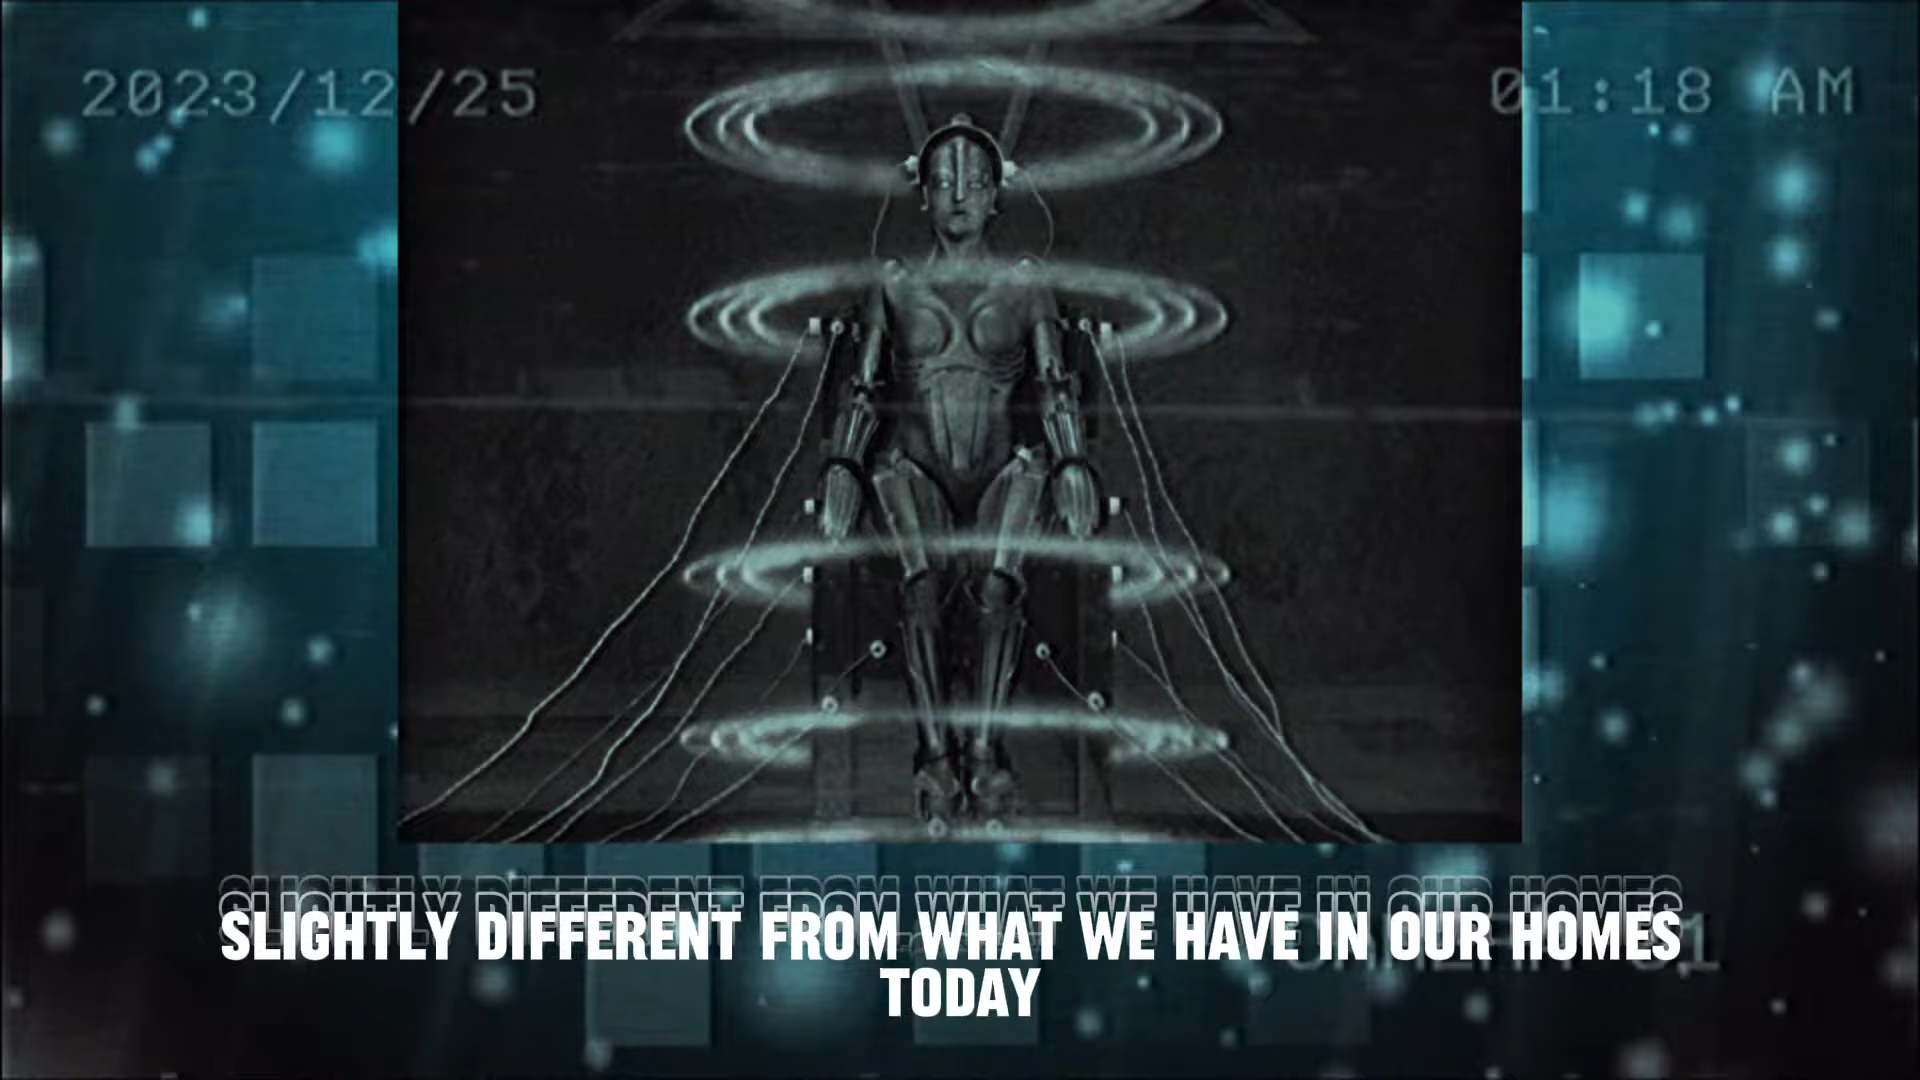 2023/12/25
01:18 AM
SLIGHTLY DIFFERENT FROM WHAT WE HAVE IN OUR HOMES
TODAY